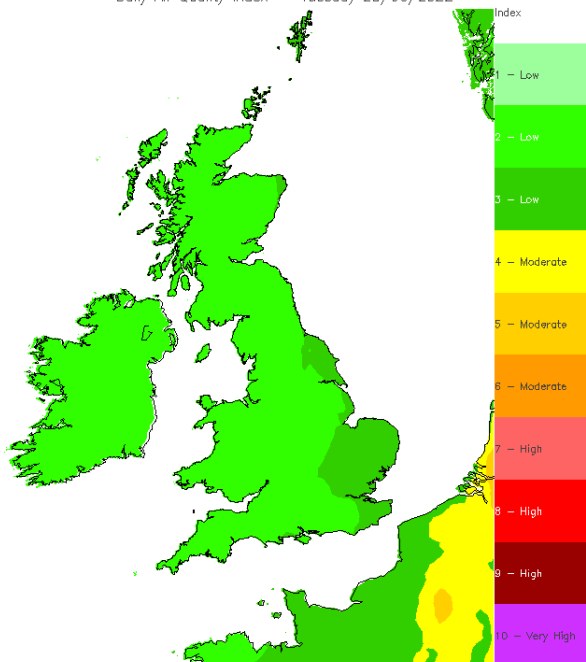 Index
1 – Low
2 – Low
3 – Low
4 – Moderate
5 – Moderate
6 – Moderate
7 – High
8 – High
9 – High
10 – Very High